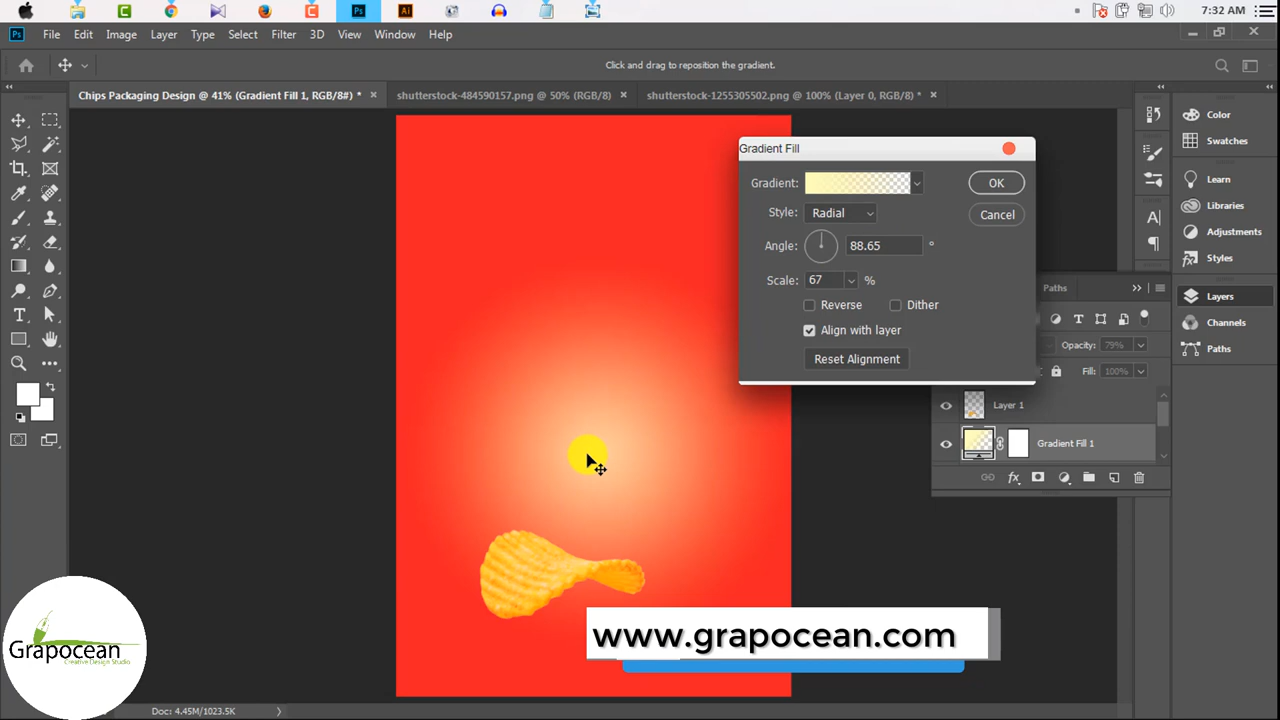 7:32 AM
Ps
Ai
Ps File Edit Image Layer Type Select Filter 3D View Window Help
Click and drag to reposition the gradient.
Chips Packaging Design @ 41% (Gradient Fill 1, RGB/8#) *
shutterstock-484590157.png @ 50% (RGB/8)
shutterstock-1255305502.png @ 100% (Layer 0, RGB/8) *
Gradient Fill
Gradient:
OK
Style: Radial
Cancel
Angle: 88.65 °
Scale: 67 %
Reverse
Dither
Align with layer
Reset Alignment
Color
Swatches
Learn
Libraries
Adjustments
Styles
Layers
Channels
Paths
Paths
Opacity: 79%
Fill: 100%
Layer 1
Gradient Fill 1
fx
www.grapocean.com
Grapocean
Creative Design Studio
Doc: 4.45M/1023.5K